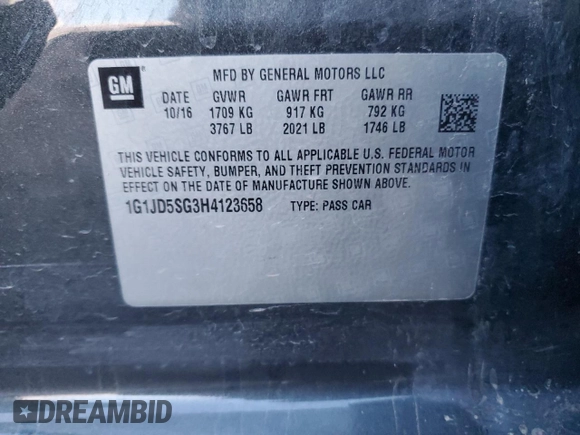 GM
MFD BY GENERAL MOTORS LLC
DATE GVWR GAWR FRT GAWR RR
10/16 1709 KG 917 KG 792 KG
3767 LB 2021 LB 1746 LB
THIS VEHICLE CONFORMS TO ALL APPLICABLE U.S. FEDERAL MOTOR
VEHICLE SAFETY, BUMPER, AND THEFT PREVENTION STANDARDS IN
EFFECT ON THE DATE OF MANUFACTURE SHOWN ABOVE.
1G1JD5SG3H4123658 TYPE: PASS CAR
DREAMBID